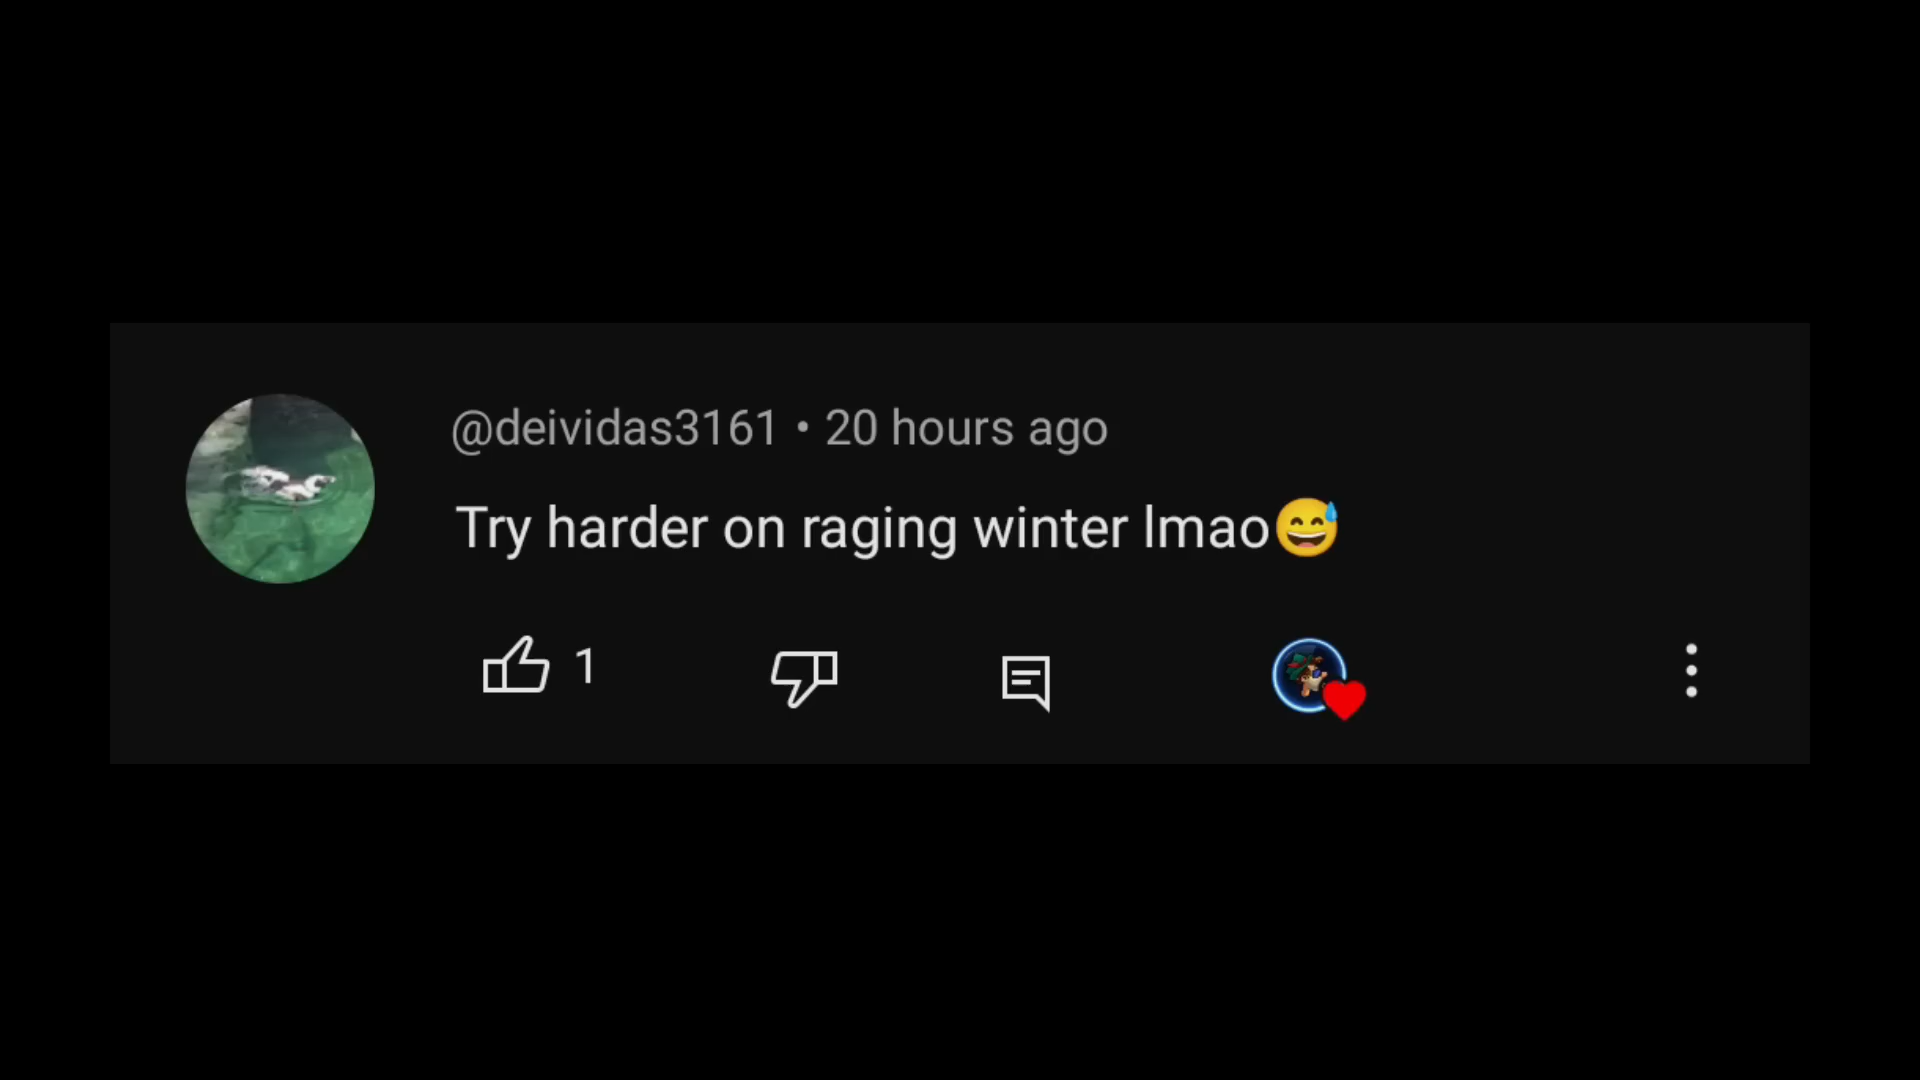 @deividas3161 • 20 hours ago
Try harder on raging winter lmao😅
1